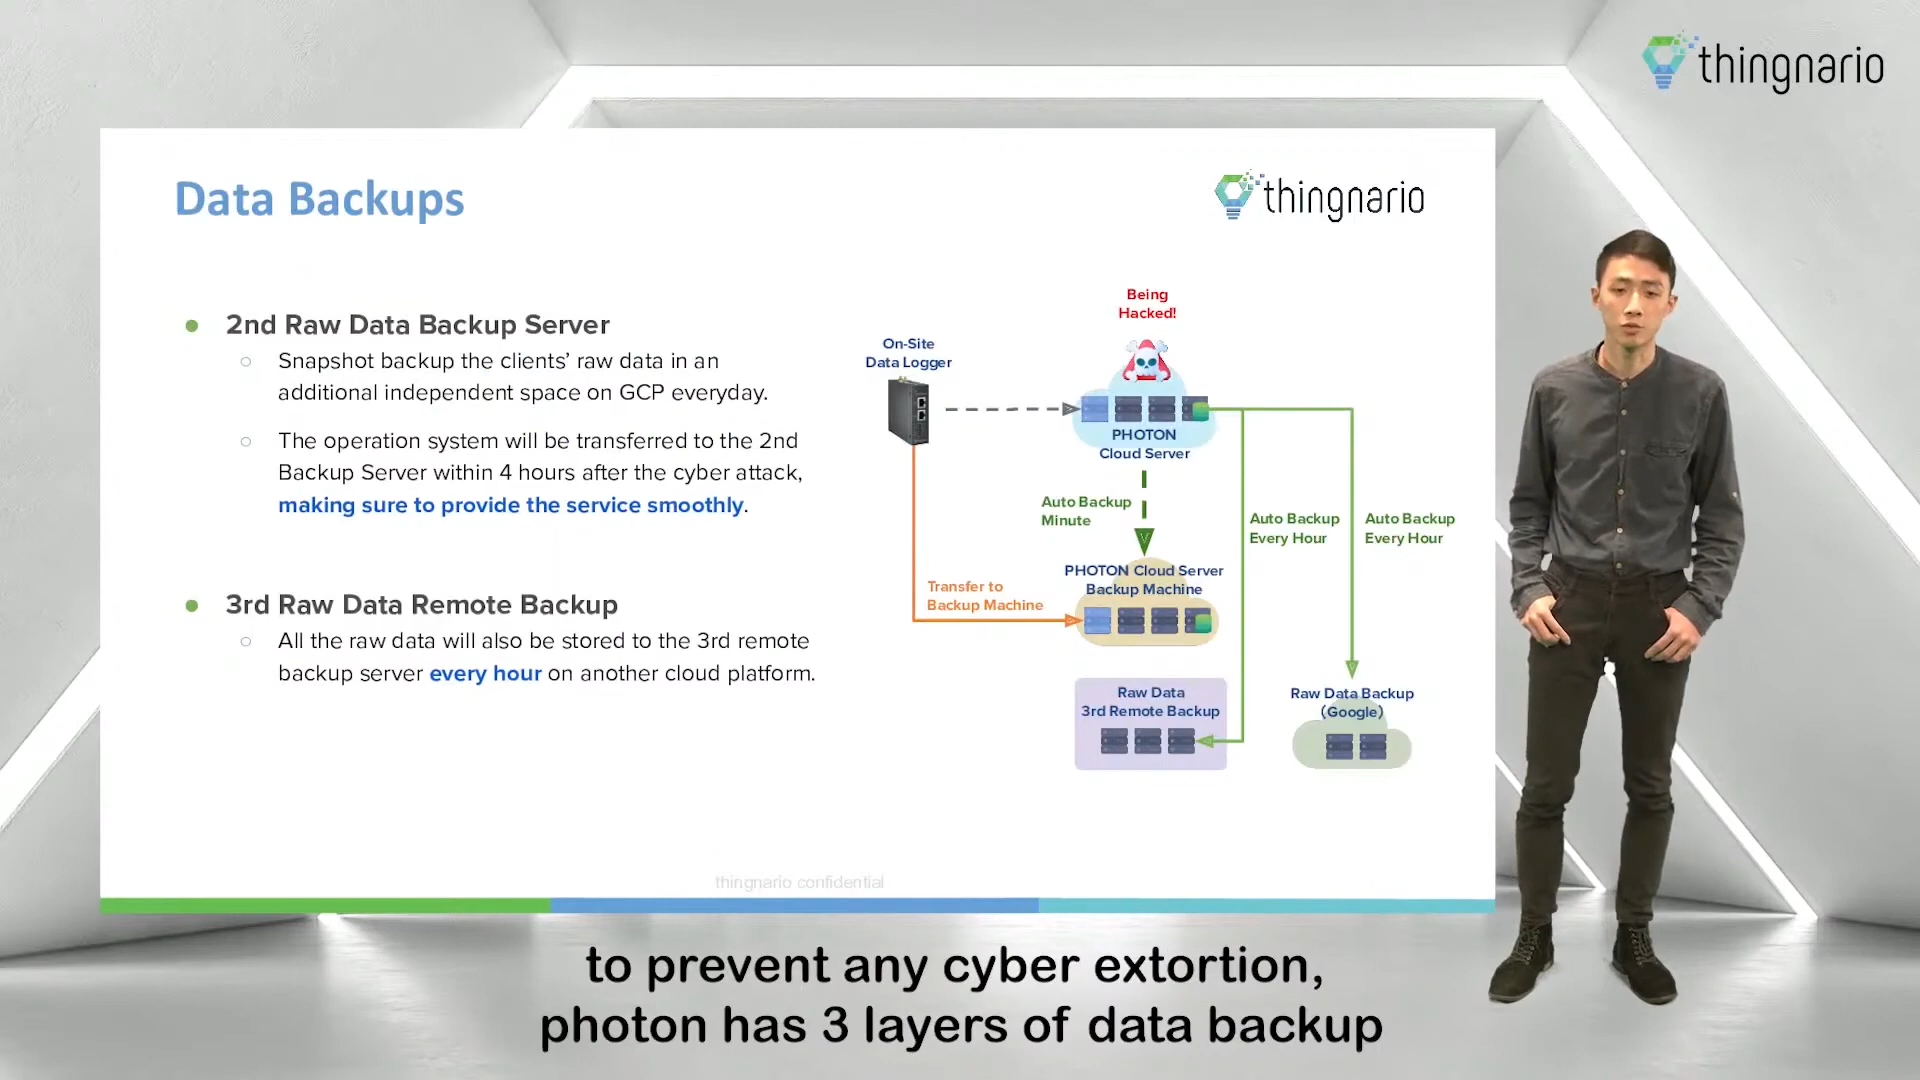 thingnario
Data Backups
thingnario
2nd Raw Data Backup Server
Snapshot backup the clients’ raw data in an
additional independent space on GCP everyday.
The operation system will be transferred to the 2nd
Backup Server within 4 hours after the cyber attack,
making sure to provide the service smoothly.
3rd Raw Data Remote Backup
All the raw data will also be stored to the 3rd remote
backup server every hour on another cloud platform.
Being
Hacked!
On-Site
Data Logger
PHOTON
Cloud Server
Auto Backup
Minute
Auto Backup
Every Hour
Auto Backup
Every Hour
PHOTON Cloud Server
Backup Machine
Transfer to
Backup Machine
Raw Data
3rd Remote Backup
Raw Data Backup
(Google)
thingnario confidential
to prevent any cyber extortion,
photon has 3 layers of data backup